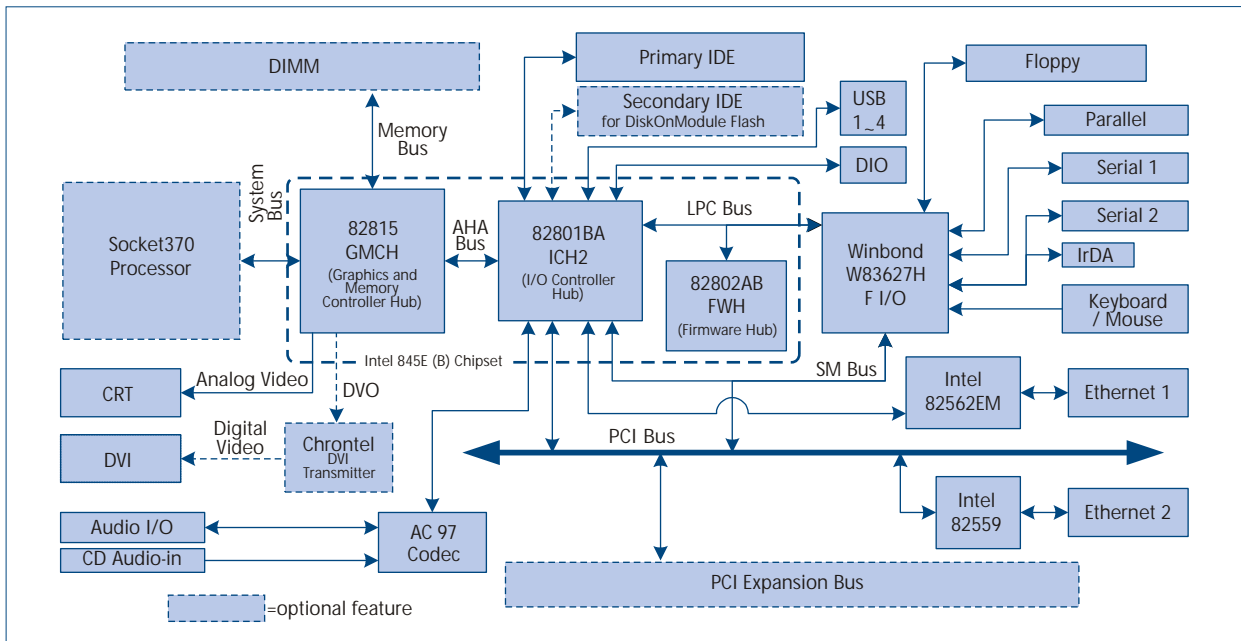 DIMM
Primary IDE
Floppy
Secondary IDE
for DiskOnModule Flash
USB
1~4
Parallel
Memory
Bus
DIO
Serial 1
System
Bus
LPC Bus
Serial 2
Socket370
Processor
82815
GMCH
(Graphics and
Memory
Controller Hub)
AHA
Bus
82801BA
ICH2
(I/O Controller
Hub)
82802AB
FWH
(Firmware Hub)
Winbond
W83627H
F I/O
IrDA
Keyboard
/ Mouse
Intel 845E (B) Chipset
SM Bus
CRT
Analog Video
DVO
Intel
82562EM
Ethernet 1
DVI
Digital
Video
Chrontel
DVI
Transmitter
PCI Bus
Audio I/O
CD Audio-in
AC 97
Codec
Intel
82559
Ethernet 2
PCI Expansion Bus
=optional feature